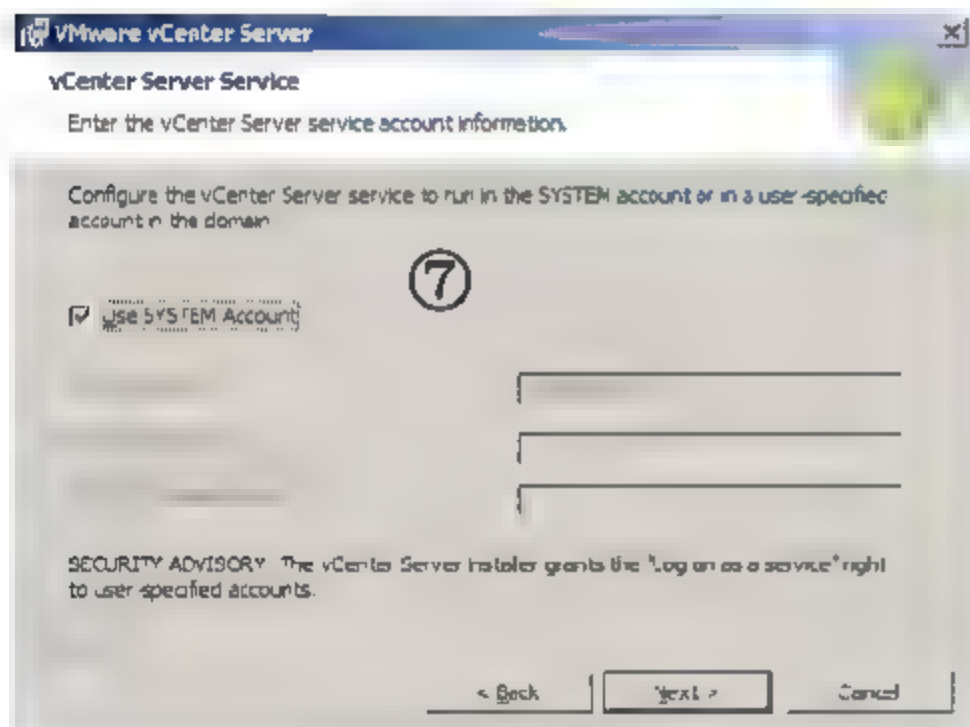 VMware vCenter Server
vCenter Server Service
Enter the vCenter Server service account information.
Configure the vCenter Server service to run in the SYSTEM account or in a user-specified
account in the domain
⑦
Use SYSTEM Account
SECURITY ADVISORY The vCenter Server installer grants the "Log on as a service" right
to user-specified accounts.
< Back
Next >
Cancel